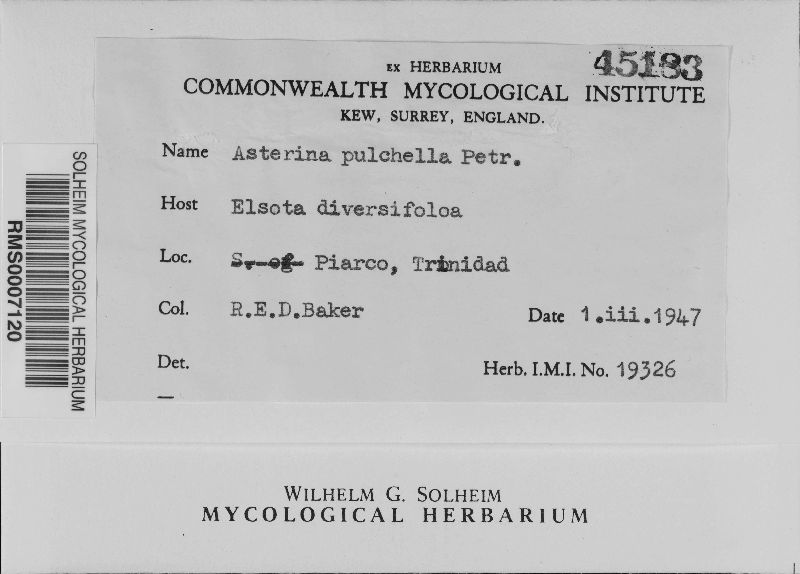 45183
EX HERBARIUM
COMMONWEALTH MYCOLOGICAL INSTITUTE
KEW, SURREY, ENGLAND.
Name Asterina pulchella Petr.
Host Elsota diversifoloa
Loc. S. of Piarco, Trinidad
Col. R.E.D.Baker Date 1.iii.1947
Det. Herb. I.M.I. No. 19326
SOLHEIM MYCOLOGICAL HERBARIUM
RMS0007120
WILHELM G. SOLHEIM
MYCOLOGICAL HERBARIUM